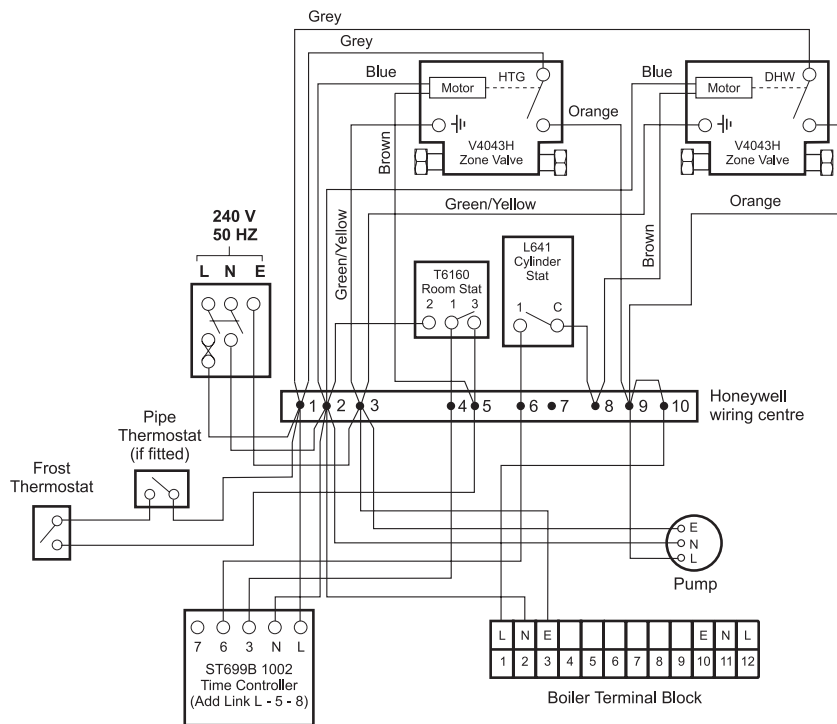 Grey
Grey
Blue
Motor
HTG
Orange
V4043H
Zone Valve
Brown
Blue
Motor
DHW
V4043H
Zone Valve
Green/Yellow
Orange
Brown
Green/Yellow
240 V
50 HZ
L N E
T6160
Room Stat
2 1 3
L641
Cylinder
Stat
1 C
1 2 3 4 5 6 7 8 9 10
Honeywell
wiring centre
Pipe
Thermostat
(if fitted)
Frost
Thermostat
E
N
L
Pump
7 6 3 N L
ST699B 1002
Time Controller
(Add Link L - 5 - 8)
L N E E N L
1 2 3 4 5 6 7 8 9 10 11 12
Boiler Terminal Block